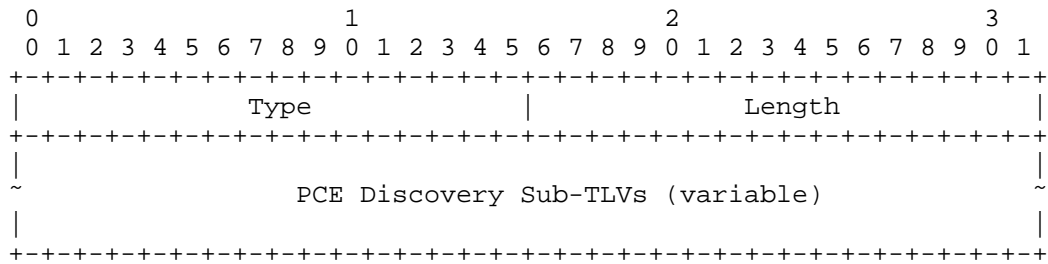 0                   1                   2                   3
 0 1 2 3 4 5 6 7 8 9 0 1 2 3 4 5 6 7 8 9 0 1 2 3 4 5 6 7 8 9 0 1
+-+-+-+-+-+-+-+-+-+-+-+-+-+-+-+-+-+-+-+-+-+-+-+-+-+-+-+-+-+-+-+-+
|              Type             |             Length            |
+-+-+-+-+-+-+-+-+-+-+-+-+-+-+-+-+-+-+-+-+-+-+-+-+-+-+-+-+-+-+-+-+
|                                                               |
~                 PCE Discovery Sub-TLVs (variable)             ~
|                                                               |
+-+-+-+-+-+-+-+-+-+-+-+-+-+-+-+-+-+-+-+-+-+-+-+-+-+-+-+-+-+-+-+-+